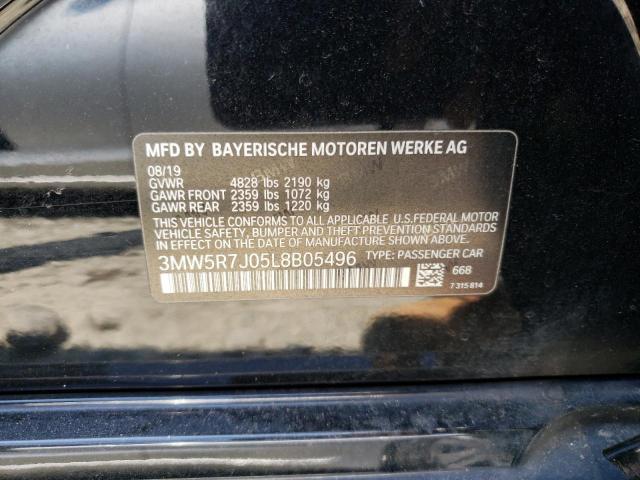 MFD BY BAYERISCHE MOTOREN WERKE AG
08/19
GVWR 4828 lbs 2190 kg
GAWR FRONT 2359 lbs 1072 kg
GAWR REAR 2359 lbs 1220 kg
THIS VEHICLE CONFORMS TO ALL APPLICABLE U.S. FEDERAL MOTOR
VEHICLE SAFETY, BUMPER AND THEFT PREVENTION STANDARDS
IN EFFECT ON THE DATE OF MANUFACTURE SHOWN ABOVE.
3MW5R7J05L8B05496 TYPE: PASSENGER CAR
668
7 315 814